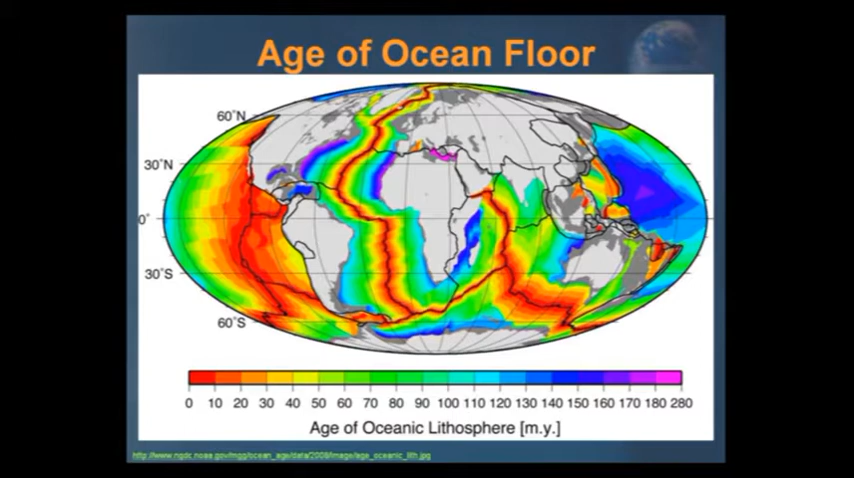 Age of Ocean Floor
60°N
30°N
0°
30°S
60°S
0 10 20 30 40 50 60 70 80 90 100 110 120 130 140 150 160 170 180 280
Age of Oceanic Lithosphere [m.y.]
http://www.ngdc.noaa.gov/mgg/ocean_age/data/2008/image/age_oceanic_lith.jpg